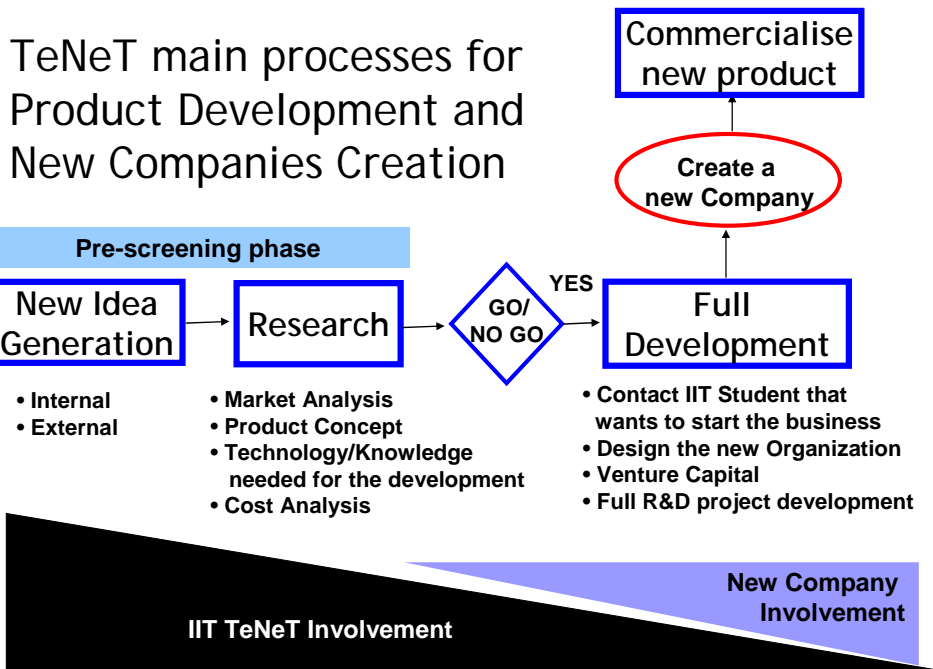 TeNeT main processes for
Product Development and
New Companies Creation
Commercialise
new product
Create a
new Company
Pre-screening phase
New Idea
Generation
Research
GO/
NO GO
YES
Full
Development
• Internal
• External
• Market Analysis
• Product Concept
• Technology/Knowledge
needed for the development
• Cost Analysis
• Contact IIT Student that
wants to start the business
• Design the new Organization
• Venture Capital
• Full R&D project development
New Company
Involvement
IIT TeNeT Involvement